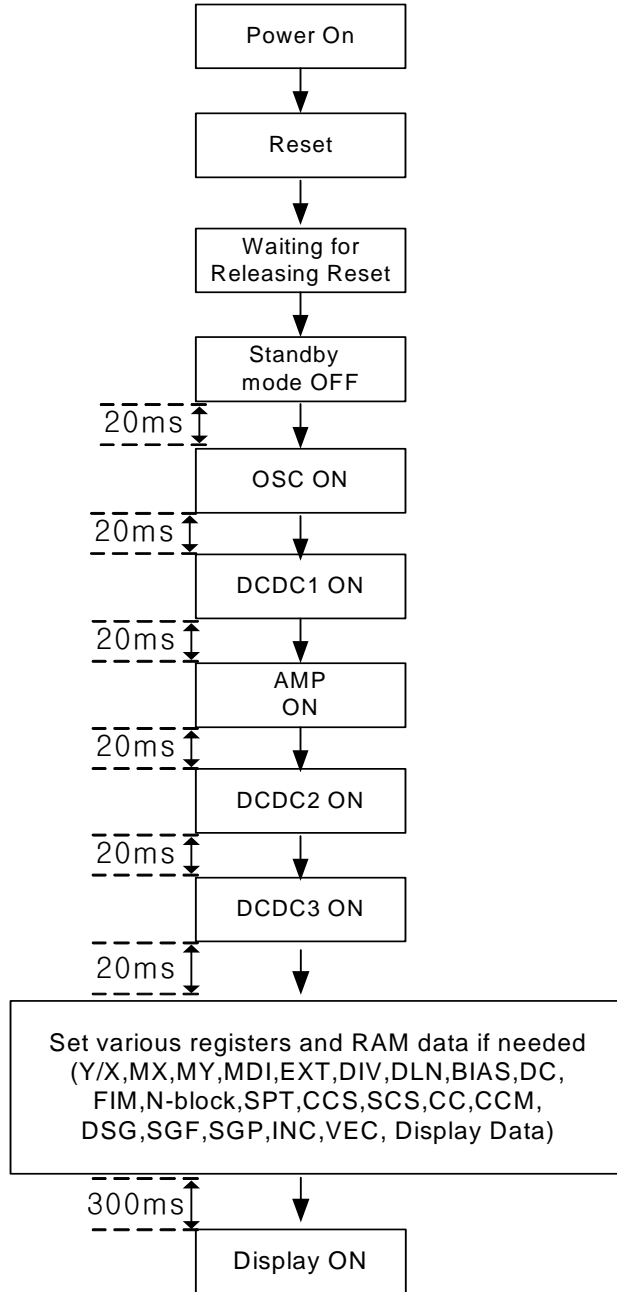 Power On
Reset
Waiting for
Releasing Reset
Standby
mode OFF
20ms
OSC ON
20ms
DCDC1 ON
20ms
AMP
ON
20ms
DCDC2 ON
20ms
DCDC3 ON
20ms
Set various registers and RAM data if needed
(Y/X,MX,MY,MDI,EXT,DIV,DLN,BIAS,DC,
FIM,N-block,SPT,CCS,SCS,CC,CCM,
DSG,SGF,SGP,INC,VEC, Display Data)
300ms
Display ON